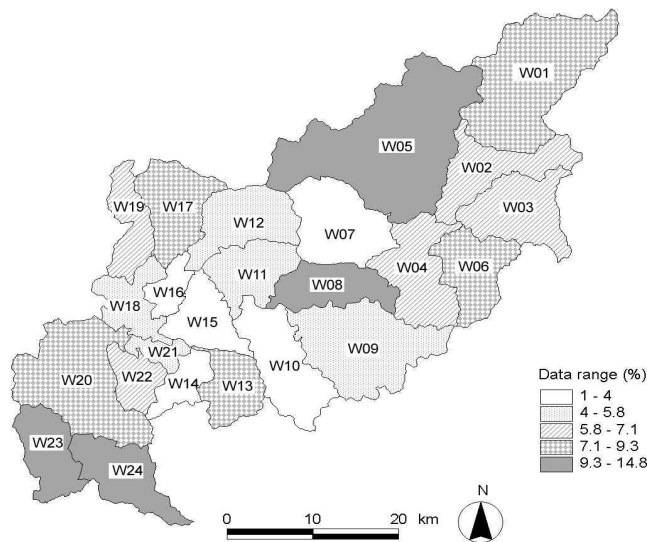 W01
W05
W02
W19
W17
W03
W12
W07
W04
W06
W11
W08
W16
W18
W15
W09
W21
W10
W20
W22
W14
W13
W23
W24
Data range (%)
1 - 4
4 - 5.8
5.8 - 7.1
7.1 - 9.3
9.3 - 14.8
N
0 10 20 km